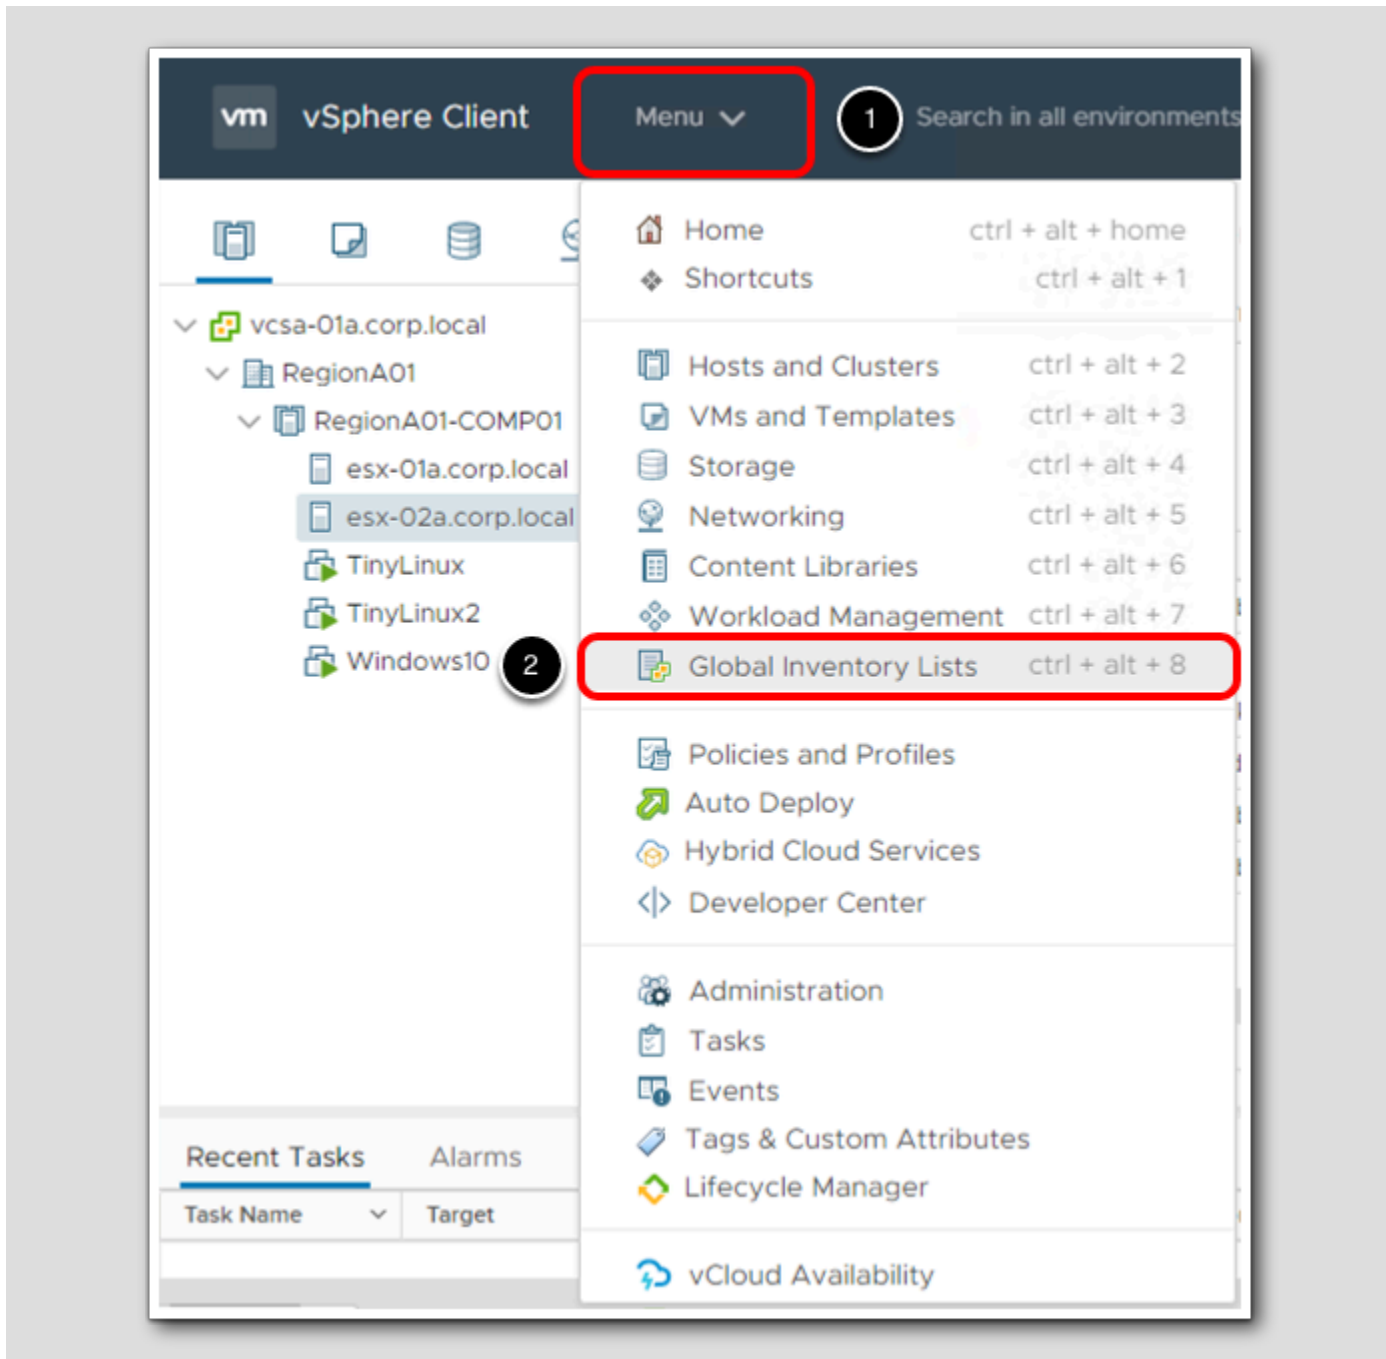 vm vSphere Client Menu 1 Search in all environments
Home ctrl + alt + home
Shortcuts ctrl + alt + 1
vcsa-01a.corp.local
RegionA01
RegionA01-COMP01
esx-01a.corp.local
esx-02a.corp.local
TinyLinux
TinyLinux2
Windows10
2
Hosts and Clusters ctrl + alt + 2
VMs and Templates ctrl + alt + 3
Storage ctrl + alt + 4
Networking ctrl + alt + 5
Content Libraries ctrl + alt + 6
Workload Management ctrl + alt + 7
Global Inventory Lists ctrl + alt + 8
Policies and Profiles
Auto Deploy
Hybrid Cloud Services
Developer Center
Administration
Tasks
Events
Tags & Custom Attributes
Lifecycle Manager
vCloud Availability
Recent Tasks Alarms
Task Name Target